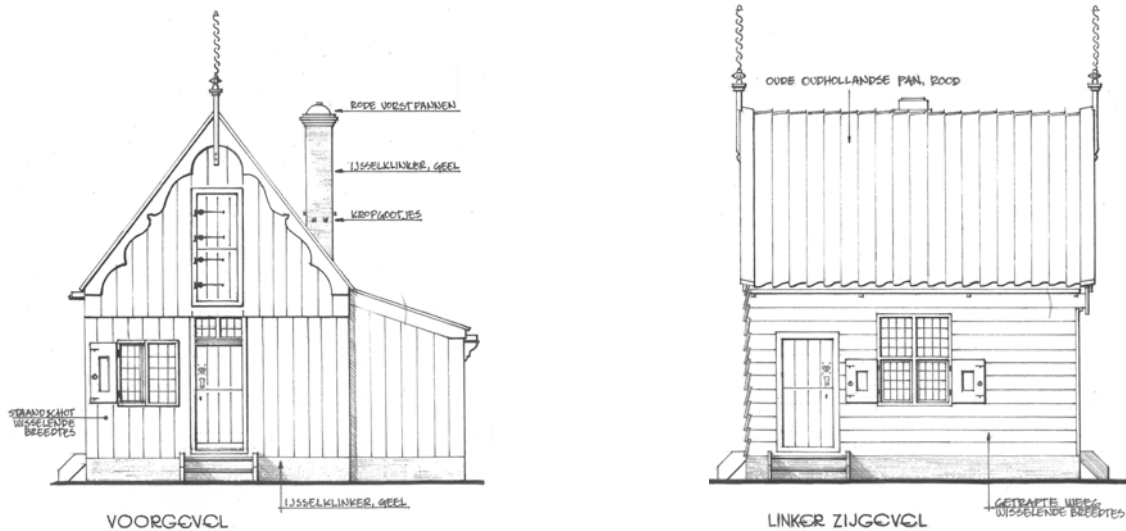 RODE VORSTPANNEN
IJSSELKLINKER, GEEL
KROPGOOTJES
STAANDSCHOT
WISSELENDE
BREEDTES
IJSSELKLINKER, GEEL
VOORGEVEL
OUDE OUDHOLLANDSE PAN, ROOD
GETRAPTE WEEG
WISSELENDE BREEDTES
LINKER ZIJGEVEL